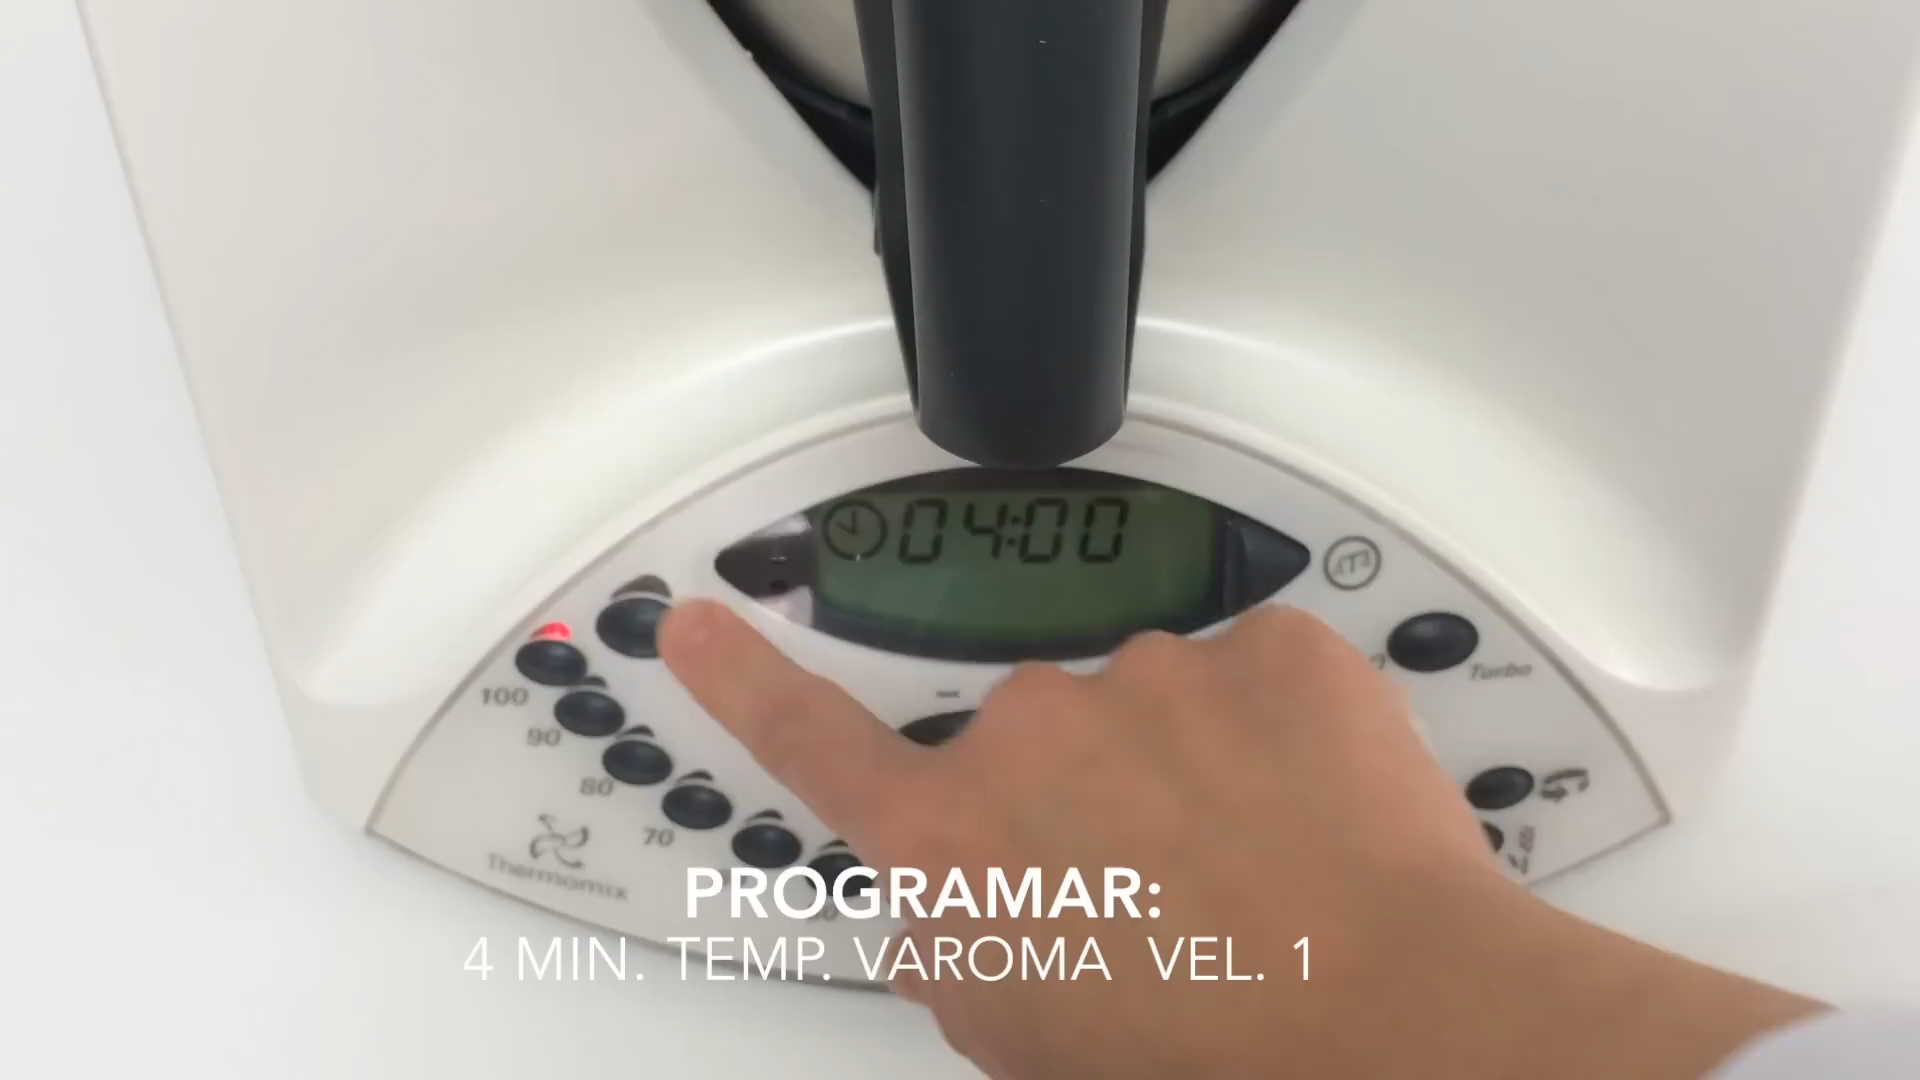 04:00
Turbo
100
90
80
70
Thermomix
PROGRAMAR:
4 MIN. TEMP. VAROMA VEL. 1